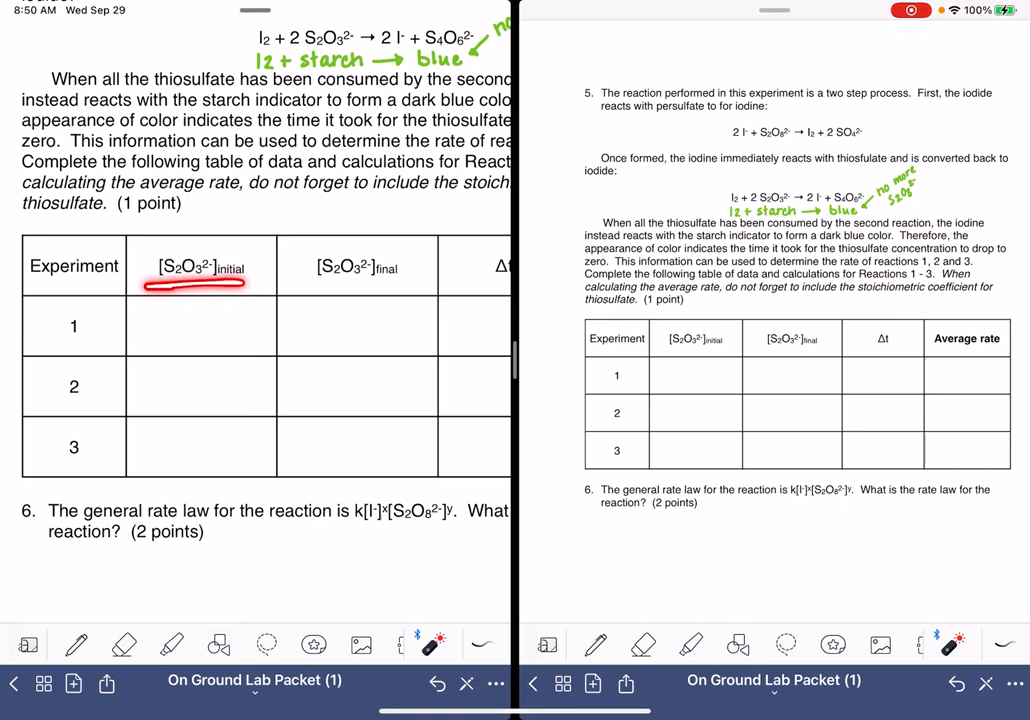 8:50 AM Wed Sep 29
100%
I₂ + 2 S₂O₃²⁻ → 2 I⁻ + S₄O₆²⁻
no
I2 + starch → blue
When all the thiosulfate has been consumed by the second
instead reacts with the starch indicator to form a dark blue colo
appearance of color indicates the time it took for the thiosulfate
zero. This information can be used to determine the rate of rea
Complete the following table of data and calculations for React
calculating the average rate, do not forget to include the stoich
thiosulfate. (1 point)
Experiment [S₂O₃²⁻]initial [S₂O₃²⁻]final Δt
1
2
3
6. The general rate law for the reaction is k[I⁻]ˣ[S₂O₈²⁻]ʸ. What
reaction? (2 points)
On Ground Lab Packet (1)
5. The reaction performed in this experiment is a two step process. First, the iodide
reacts with persulfate to for iodine:
2 I⁻ + S₂O₈²⁻ → I₂ + 2 SO₄²⁻
Once formed, the iodine immediately reacts with thiosfulate and is converted back to
iodide:
I₂ + 2 S₂O₃²⁻ → 2 I⁻ + S₄O₆²⁻
no more
S₂O₃²⁻
I2 + starch → blue
When all the thiosulfate has been consumed by the second reaction, the iodine
instead reacts with the starch indicator to form a dark blue color. Therefore, the
appearance of color indicates the time it took for the thiosulfate concentration to drop to
zero. This information can be used to determine the rate of reactions 1, 2 and 3.
Complete the following table of data and calculations for Reactions 1 - 3. When
calculating the average rate, do not forget to include the stoichiometric coefficient for
thiosulfate. (1 point)
Experiment [S₂O₃²⁻]initial [S₂O₃²⁻]final Δt Average rate
1
2
3
6. The general rate law for the reaction is k[I⁻]ˣ[S₂O₈²⁻]ʸ. What is the rate law for the
reaction? (2 points)
On Ground Lab Packet (1)